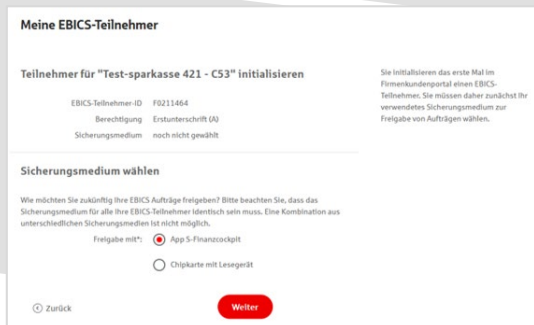 Meine EBICS-Teilnehmer
Teilnehmer für "Test-sparkasse 421 - C53" initialisieren
EBICS-Teilnehmer-ID F0211464
Berechtigung Erstunterschrift (A)
Sicherungsmedium noch nicht gewählt
Sie initialisieren das erste Mal im
Firmenkundenportal einen EBICS-
Teilnehmer. Sie müssen daher zunächst Ihr
verwendetes Sicherungsmedium zur
Freigabe von Aufträgen wählen.
Sicherungsmedium wählen
Wie möchten Sie zukünftig Ihre EBICS Aufträge freigeben? Bitte beachten Sie, dass das
Sicherungsmedium für alle Ihre EBICS-Teilnehmer identisch sein muss. Eine Kombination aus
unterschiedlichen Sicherungsmedien ist nicht möglich.
Freigabe mit*: App S-Finanzcockpit
Chipkarte mit Lesegerät
Zurück
Weiter